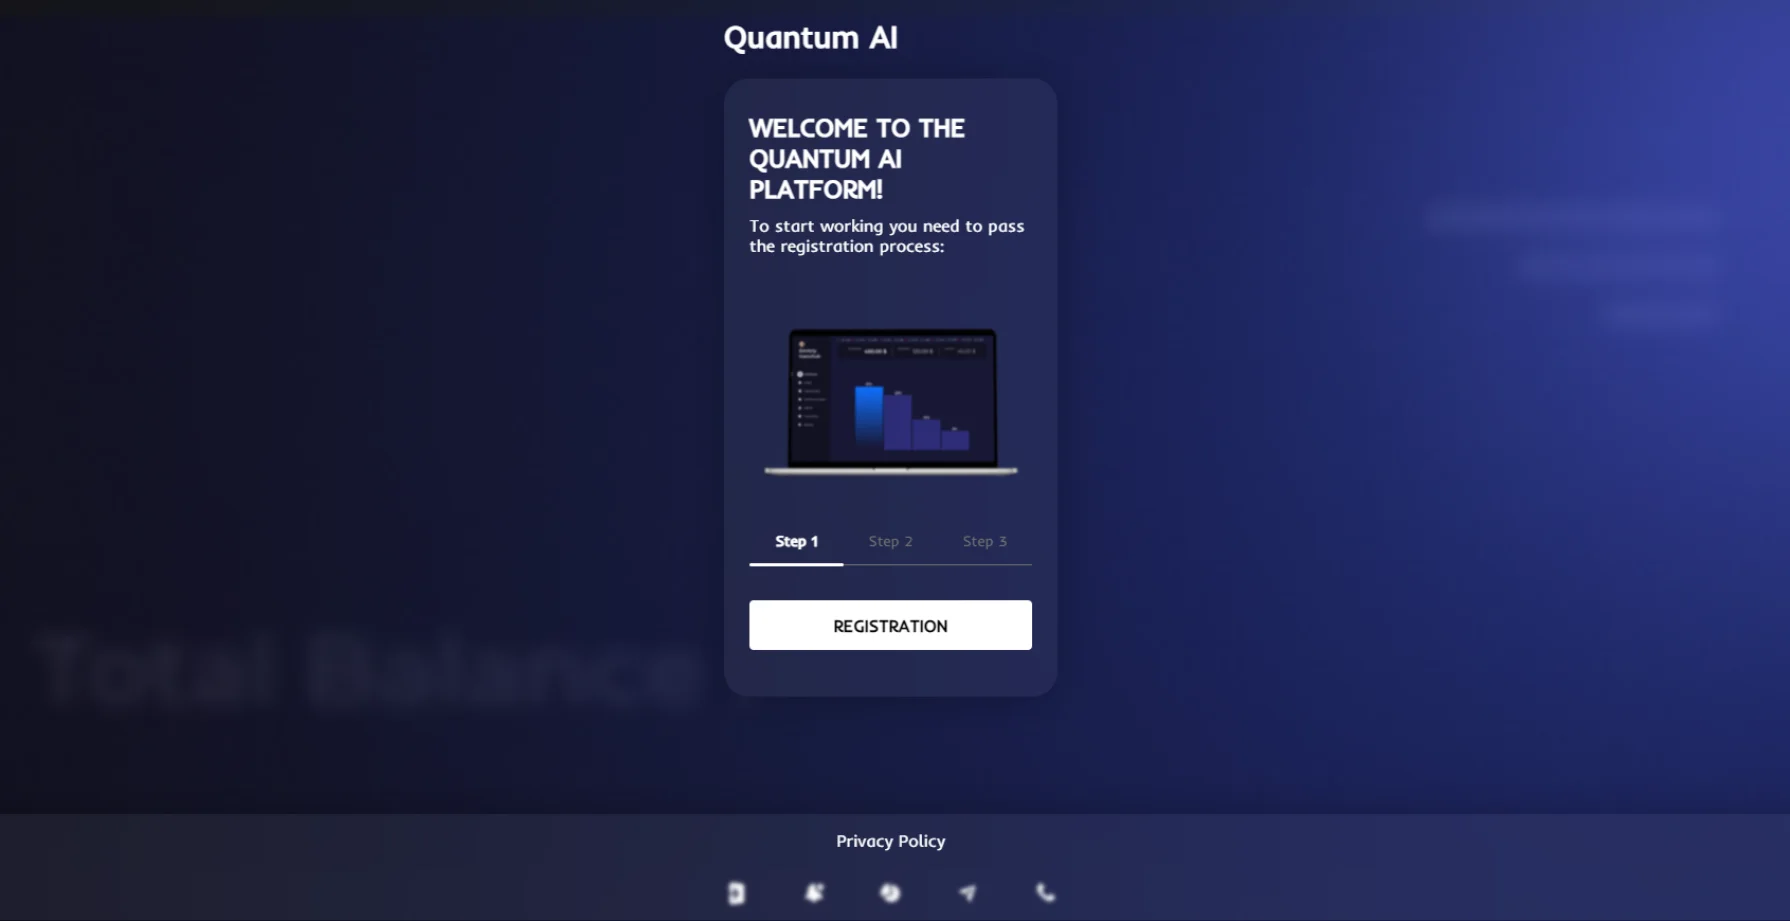 Quantum AI
WELCOME TO THE
QUANTUM AI
PLATFORM!
To start working you need to pass
the registration process:
Step 1 Step 2 Step 3
REGISTRATION
Total Balance
Privacy Policy